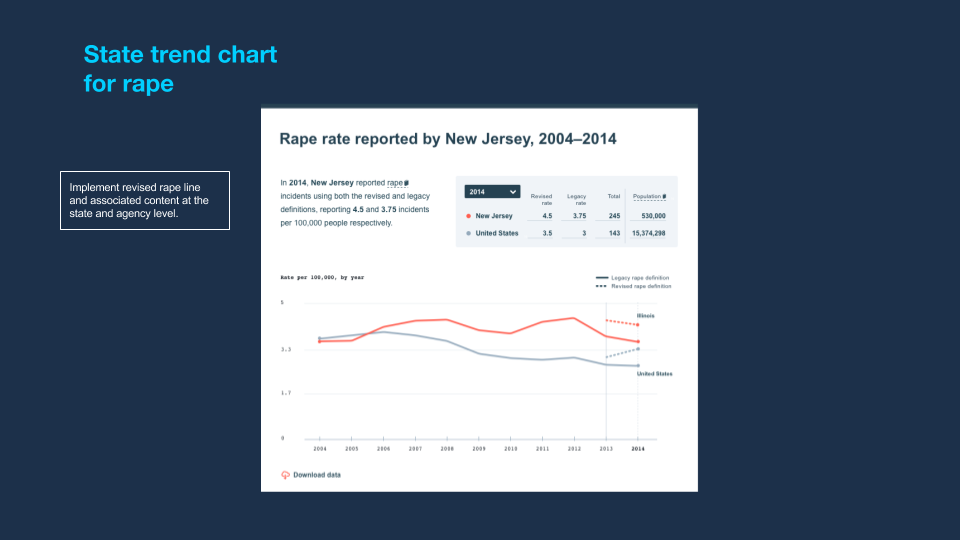 State trend chart
for rape
Implement revised rape line
and associated content at the
state and agency level.
Rape rate reported by New Jersey, 2004–2014
In 2014, New Jersey reported rape
incidents using both the revised and legacy
definitions, reporting 4.5 and 3.75 incidents
per 100,000 people respectively.
2014 Revised rate Legacy rate Total Population
New Jersey 4.5 3.75 245 530,000
United States 3.5 3 143 15,374,298
Rate per 100,000, by year
Legacy rape definition
Revised rape definition
5
Illinois
3.3
United States
1.7
0
2004 2005 2006 2007 2008 2009 2010 2011 2012 2013 2014
Download data